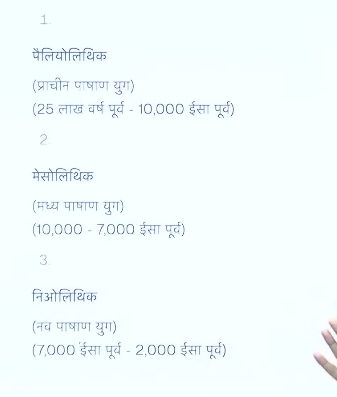 1.
पैलियोलिथिक
(प्राचीन पाषाण युग)
(25 लाख वर्ष पूर्व - 10,000 ईसा पूर्व)
2.
मेसोलिथिक
(मध्य पाषाण युग)
(10,000 - 7,000 ईसा पूर्व)
3.
निओलिथिक
(नव पाषाण युग)
(7,000 ईसा पूर्व - 2,000 ईसा पूर्व)